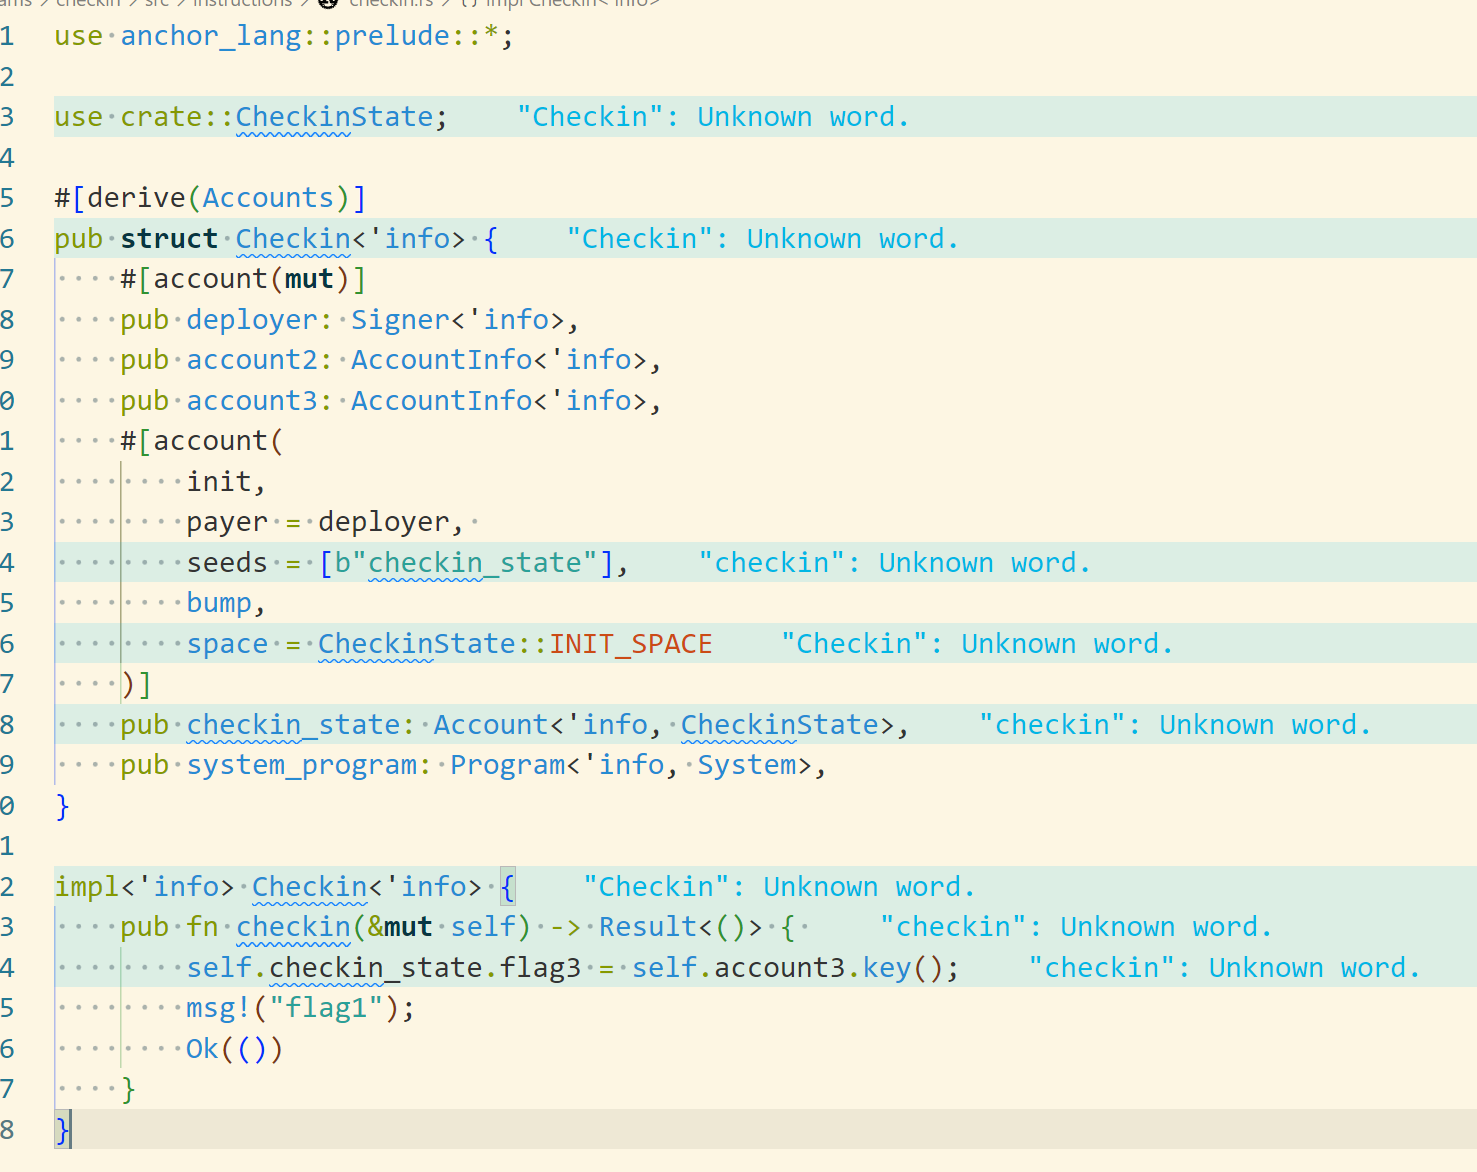 checkin > src > instructions > checkin.rs > {} impl Checkin<'info>
1 use anchor_lang::prelude::*;
2
3 use crate::CheckinState; "Checkin": Unknown word.
4
5 #[derive(Accounts)]
6 pub struct Checkin<'info> { "Checkin": Unknown word.
7 #[account(mut)]
8 pub deployer: Signer<'info>,
9 pub account2: AccountInfo<'info>,
0 pub account3: AccountInfo<'info>,
1 #[account(
2 init,
3 payer = deployer,
4 seeds = [b"checkin_state"], "checkin": Unknown word.
5 bump,
6 space = CheckinState::INIT_SPACE "Checkin": Unknown word.
7 )]
8 pub checkin_state: Account<'info, CheckinState>, "checkin": Unknown word.
9 pub system_program: Program<'info, System>,
0 }
1
2 impl<'info> Checkin<'info> { "Checkin": Unknown word.
3 pub fn checkin(&mut self) -> Result<()> { "checkin": Unknown word.
4 self.checkin_state.flag3 = self.account3.key(); "checkin": Unknown word.
5 msg!("flag1");
6 Ok(())
7 }
8 }